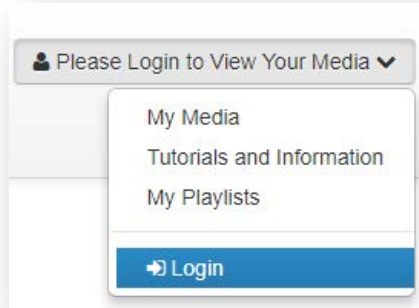 Please Login to View Your Media
My Media
Tutorials and Information
My Playlists
Login